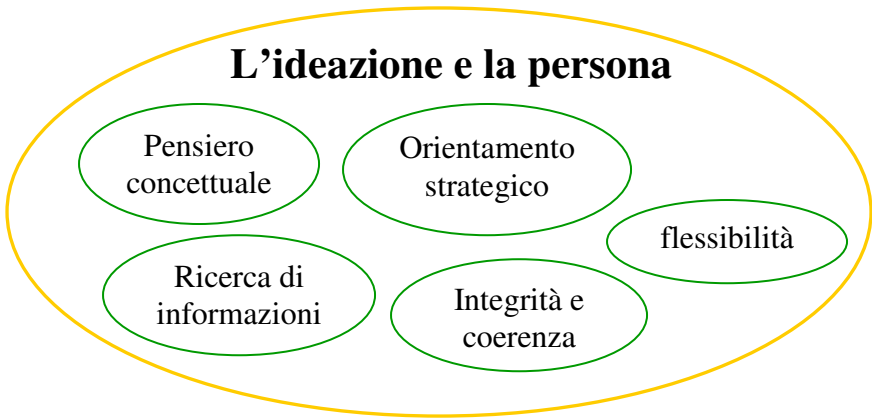 L’ideazione e la persona
Pensiero
concettuale
Orientamento
strategico
flessibilità
Ricerca di
informazioni
Integrità e
coerenza